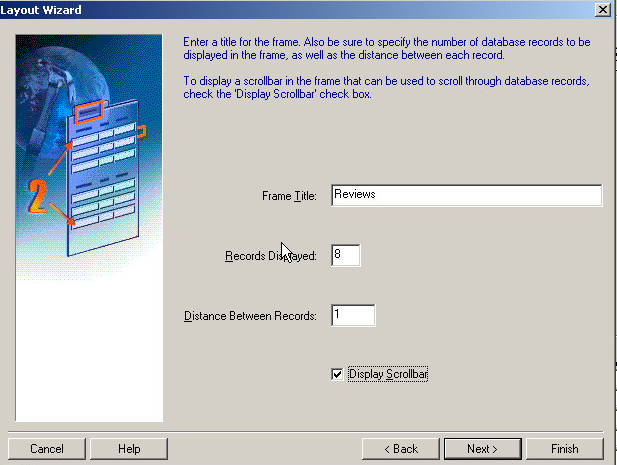 Layout Wizard
Enter a title for the frame. Also be sure to specify the number of database records to be
displayed in the frame, as well as the distance between each record.
To display a scrollbar in the frame that can be used to scroll through database records,
check the 'Display Scrollbar' check box.
2
Frame Title: Reviews
Records Displayed: 8
Distance Between Records: 1
Display Scrollbar
Cancel Help < Back Next > Finish